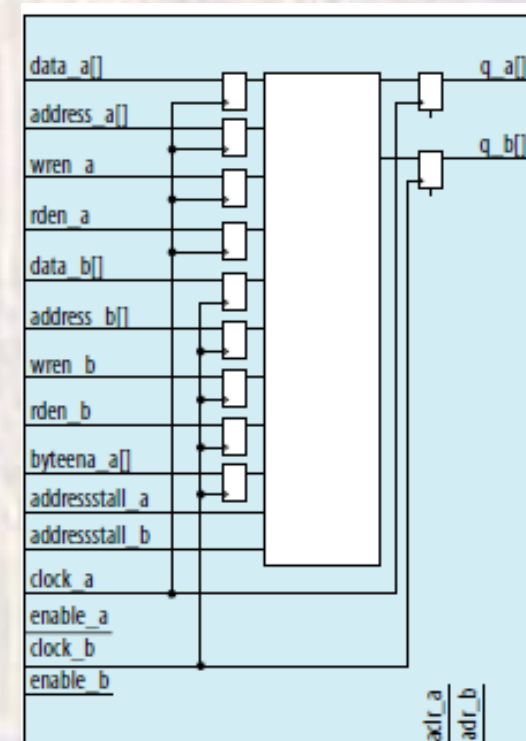 data_a[]
address_a[]
wren_a
rden_a
data_b[]
address_b[]
wren_b
rden_b
byteena_a[]
addressstall_a
addressstall_b
clock_a
enable_a
clock_b
enable_b
q_a[]
q_b[]
aclr_a
aclr_b